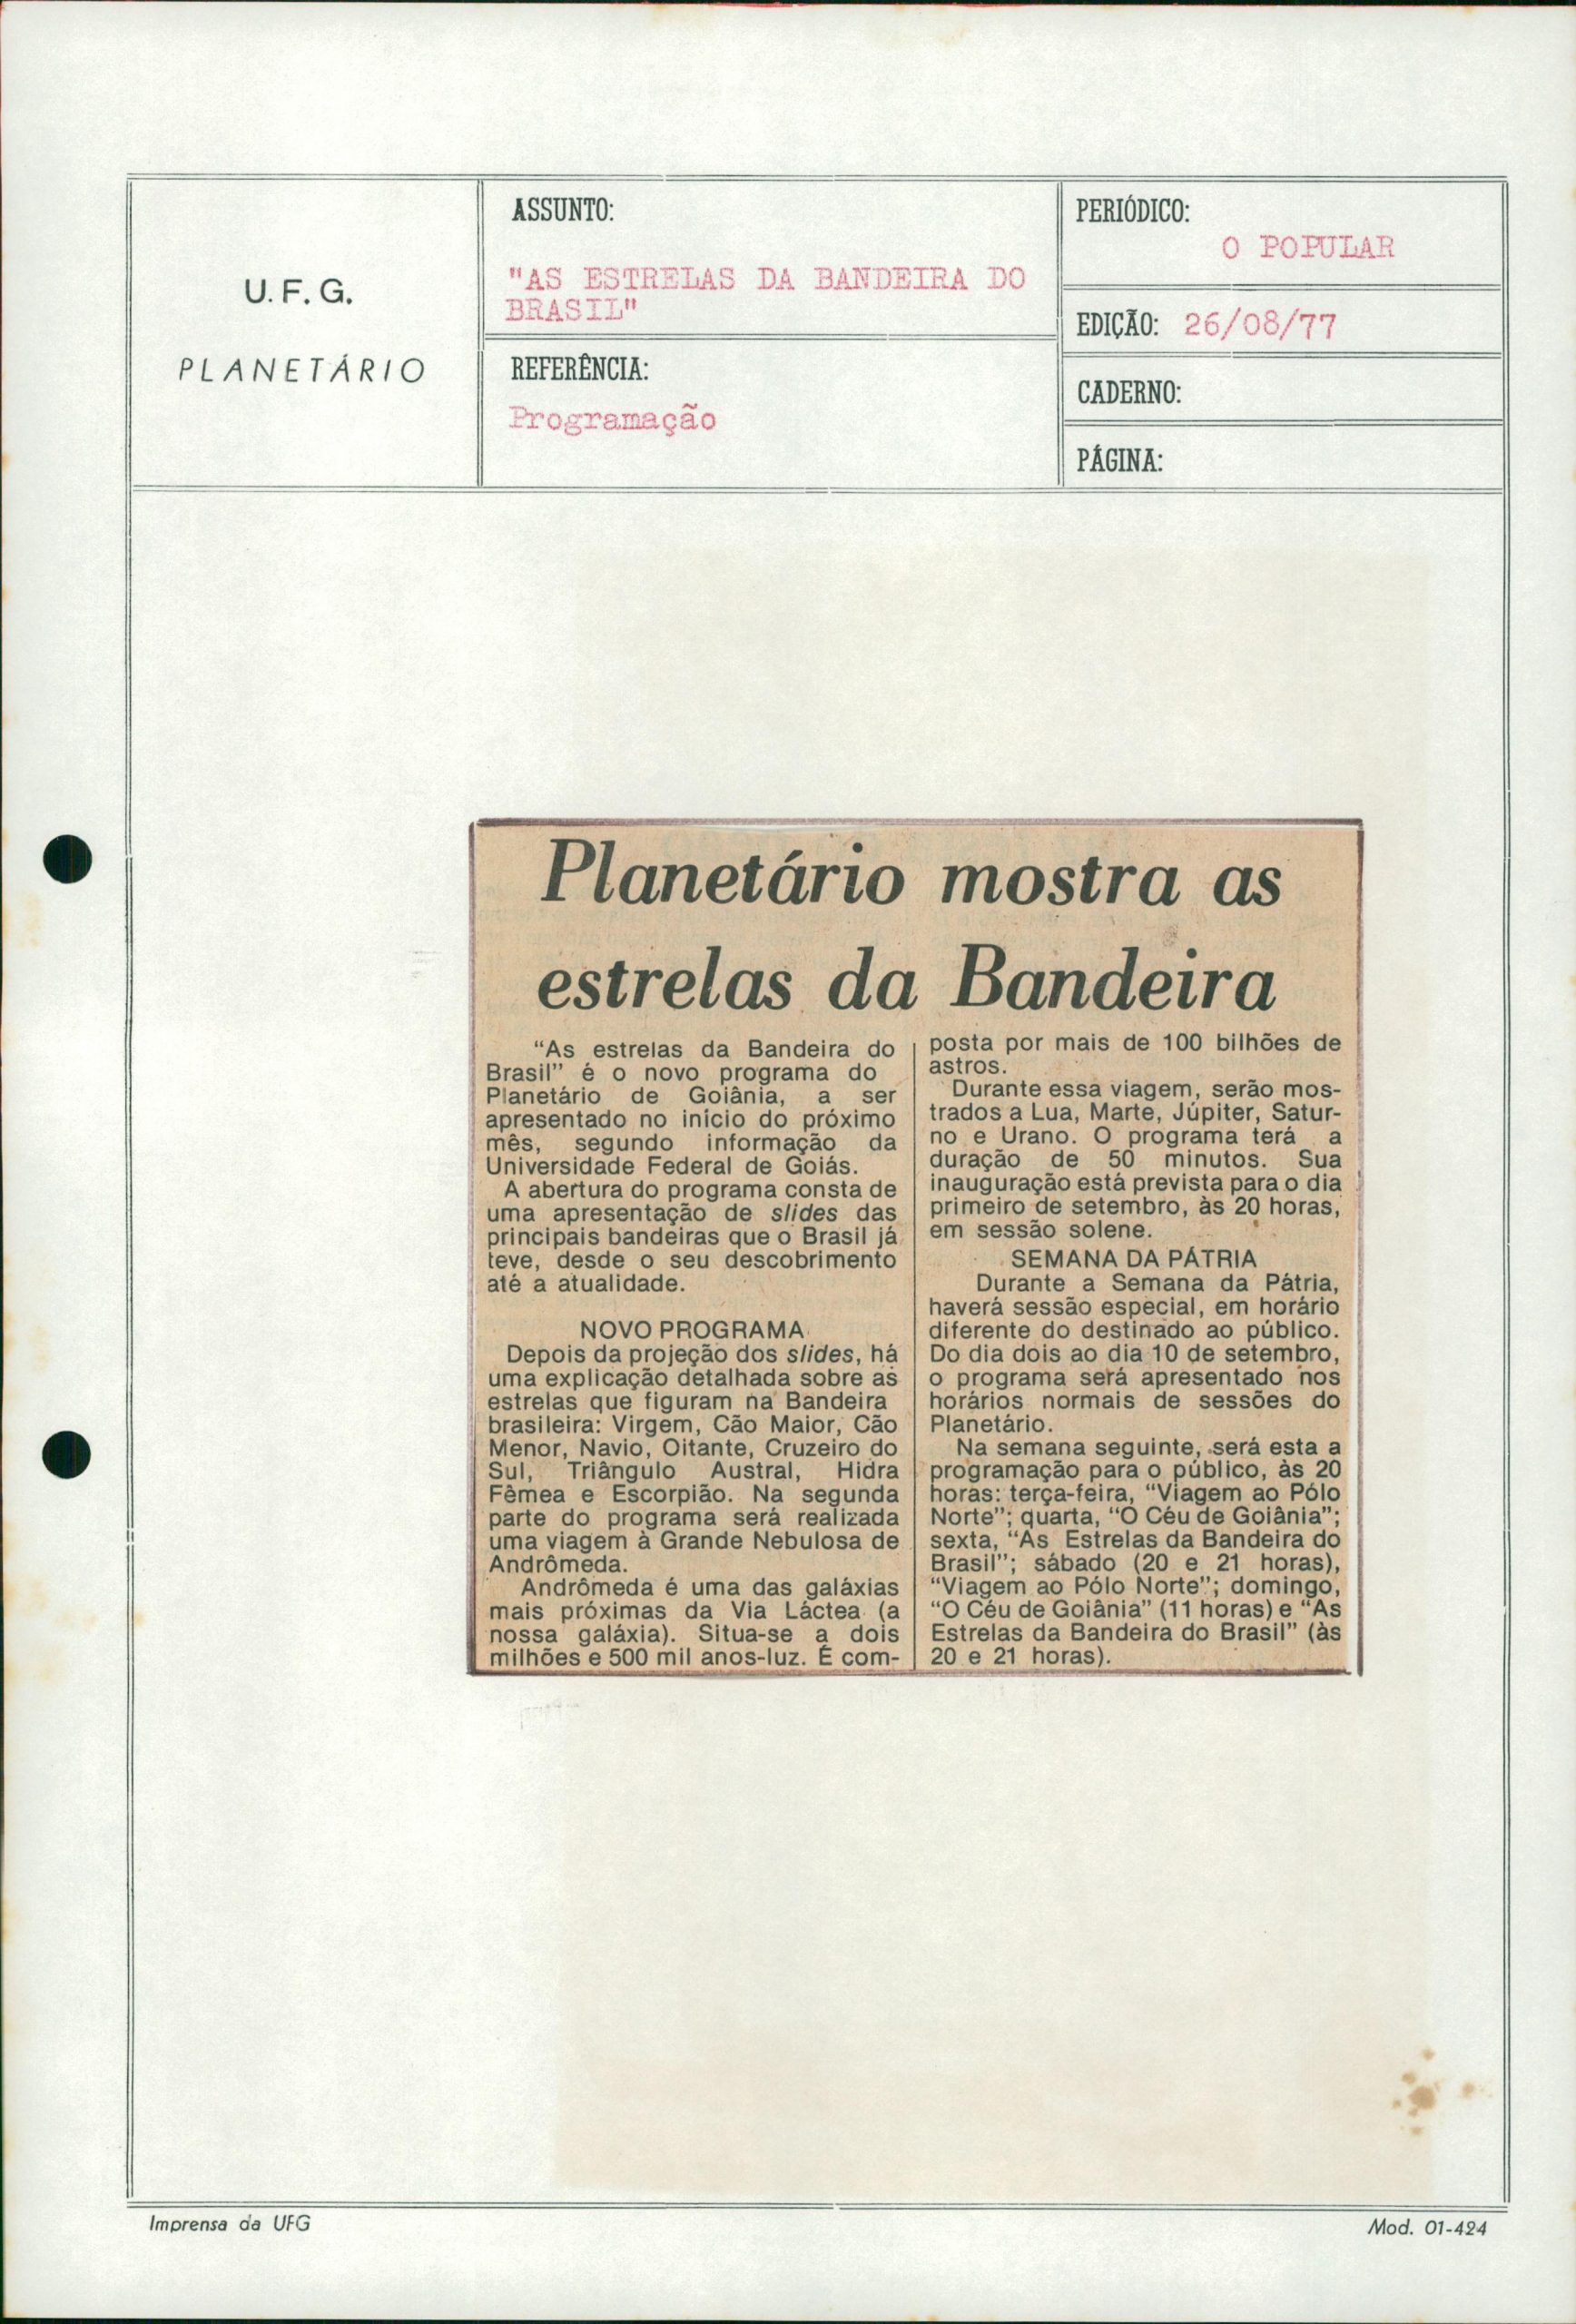 U.F.G.
PLANETÁRIO
ASSUNTO:
"AS ESTRELAS DA BANDEIRA DO
BRASIL"
REFERÊNCIA:
Programação
PERIÓDICO:
O POPULAR
EDIÇÃO: 26/08/77
CADERNO:
PÁGINA:
Planetário mostra as
estrelas da Bandeira
“As estrelas da Bandeira do
Brasil” é o novo programa do
Planetário de Goiânia, a ser
apresentado no início do próximo
mês, segundo informação da
Universidade Federal de Goiás.
A abertura do programa consta de
uma apresentação de slides das
principais bandeiras que o Brasil já
teve, desde o seu descobrimento
até a atualidade.
NOVO PROGRAMA
Depois da projeção dos slides, há
uma explicação detalhada sobre as
estrelas que figuram na Bandeira
brasileira: Virgem, Cão Maior, Cão
Menor, Navio, Oitante, Cruzeiro do
Sul, Triângulo Austral, Hidra
Fêmea e Escorpião. Na segunda
parte do programa será realizada
uma viagem à Grande Nebulosa de
Andrômeda.
Andrômeda é uma das galáxias
mais próximas da Via Láctea (a
nossa galáxia). Situa-se a dois
milhões e 500 mil anos-luz. É com-
posta por mais de 100 bilhões de
astros.
Durante essa viagem, serão mos-
trados a Lua, Marte, Júpiter, Satur-
no e Urano. O programa terá a
duração de 50 minutos. Sua
inauguração está prevista para o dia
primeiro de setembro, às 20 horas,
em sessão solene.
SEMANA DA PÁTRIA
Durante a Semana da Pátria,
haverá sessão especial, em horário
diferente do destinado ao público.
Do dia dois ao dia 10 de setembro,
o programa será apresentado nos
horários normais de sessões do
Planetário.
Na semana seguinte, será esta a
programação para o público, às 20
horas: terça-feira, “Viagem ao Pólo
Norte”; quarta, “O Céu de Goiânia”;
sexta, “As Estrelas da Bandeira do
Brasil”; sábado (20 e 21 horas),
“Viagem ao Pólo Norte”; domingo,
“O Céu de Goiânia” (11 horas) e “As
Estrelas da Bandeira do Brasil” (às
20 e 21 horas).
Imprensa da UFG
Mod. 01-424